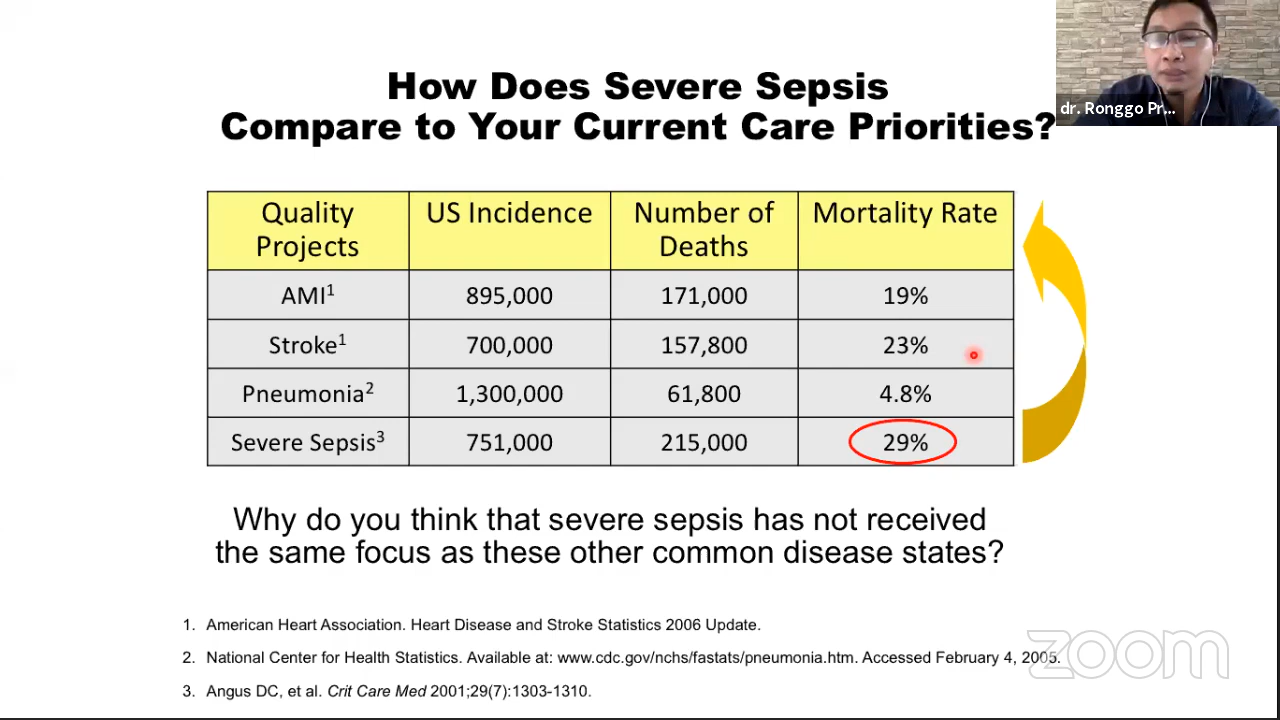 How Does Severe Sepsis
Compare to Your Current Care Priorities?
dr. Ronggo Pr...
Quality Projects US Incidence Number of Deaths Mortality Rate
AMI1 895,000 171,000 19%
Stroke1 700,000 157,800 23%
Pneumonia2 1,300,000 61,800 4.8%
Severe Sepsis3 751,000 215,000 29%
Why do you think that severe sepsis has not received
the same focus as these other common disease states?
1. American Heart Association. Heart Disease and Stroke Statistics 2006 Update.
2. National Center for Health Statistics. Available at: www.cdc.gov/nchs/fastats/pneumonia.htm. Accessed February 4, 2005.
3. Angus DC, et al. Crit Care Med 2001;29(7):1303-1310.
zoom